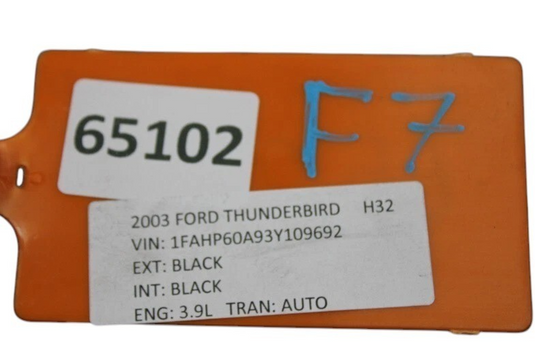 65102
F7
2003 FORD THUNDERBIRD H32
VIN: 1FAHP60A93Y109692
EXT: BLACK
INT: BLACK
ENG: 3.9L TRAN: AUTO